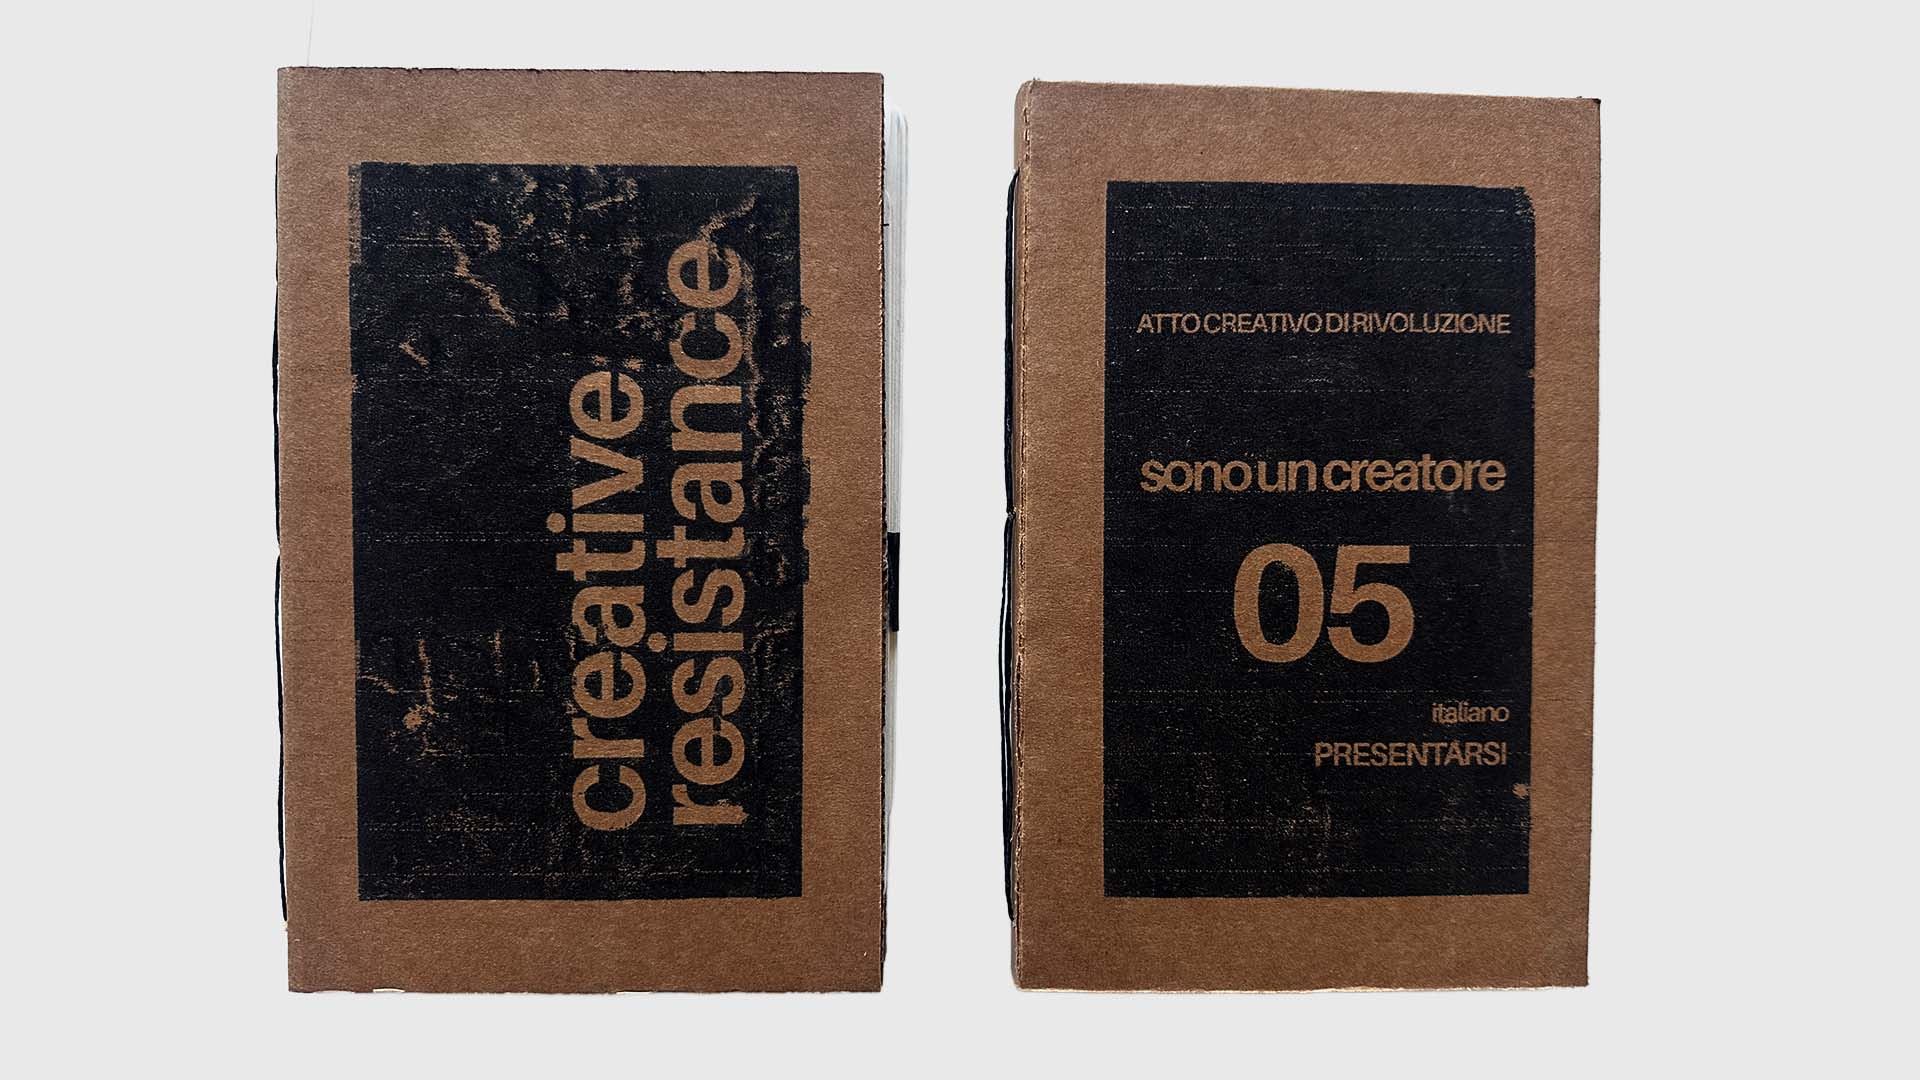 creative
resistance
ATTO CREATIVO DI RIVOLUZIONE
sono un creatore
05
italiano
PRESENTARSI